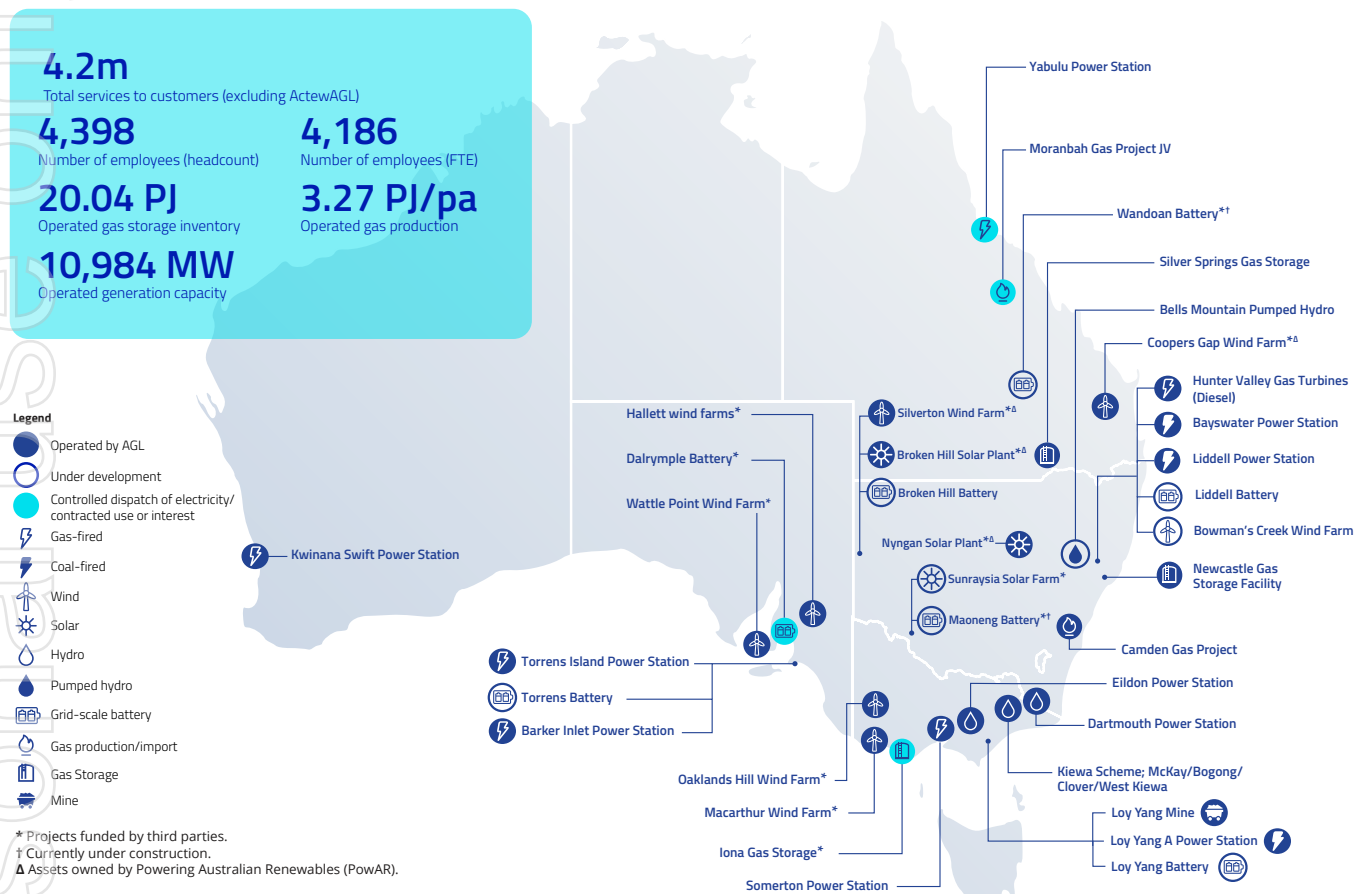 4.2m
Total services to customers (excluding ActewAGL)
4,398
Number of employees (headcount)
4,186
Number of employees (FTE)
20.04 PJ
Operated gas storage inventory
3.27 PJ/pa
Operated gas production
10,984 MW
Operated generation capacity
Legend
Operated by AGL
Under development
Controlled dispatch of electricity/
contracted use or interest
Gas-fired
Coal-fired
Wind
Solar
Hydro
Pumped hydro
Grid-scale battery
Gas production/import
Gas Storage
Mine
* Projects funded by third parties.
† Currently under construction.
Δ Assets owned by Powering Australian Renewables (PowAR).
Kwinana Swift Power Station
Hallett wind farms*
Dalrymple Battery*
Wattle Point Wind Farm*
Torrens Island Power Station
Torrens Battery
Barker Inlet Power Station
Oaklands Hill Wind Farm*
Macarthur Wind Farm*
Iona Gas Storage*
Somerton Power Station
Silverton Wind Farm*Δ
Broken Hill Solar Plant*Δ
Broken Hill Battery
Nyngan Solar Plant*Δ
Sunraysia Solar Farm*
Maoneng Battery*†
Yabulu Power Station
Moranbah Gas Project JV
Wandoan Battery*†
Silver Springs Gas Storage
Bells Mountain Pumped Hydro
Coopers Gap Wind Farm*Δ
Hunter Valley Gas Turbines
(Diesel)
Bayswater Power Station
Liddell Power Station
Liddell Battery
Bowman's Creek Wind Farm
Newcastle Gas
Storage Facility
Camden Gas Project
Eildon Power Station
Dartmouth Power Station
Kiewa Scheme; McKay/Bogong/
Clover/West Kiewa
Loy Yang Mine
Loy Yang A Power Station
Loy Yang Battery